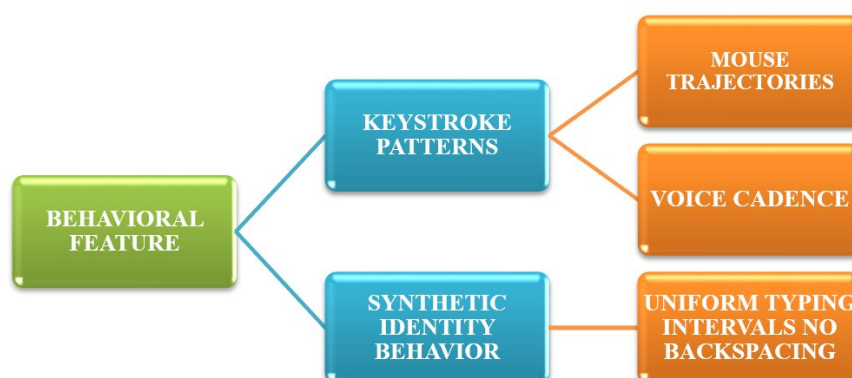 BEHAVIORAL
FEATURE
KEYSTROKE
PATTERNS
MOUSE
TRAJECTORIES
VOICE CADENCE
SYNTHETIC
IDENTITY
BEHAVIOR
UNIFORM TYPING
INTERVALS NO
BACKSPACING